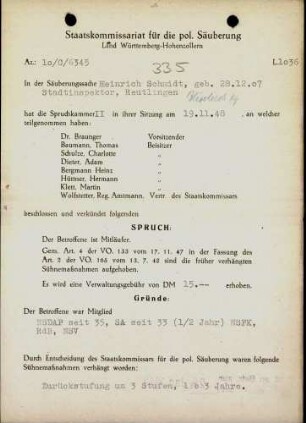 Staatskommissariat für die pol. Säuberung
Land Württemberg-Hohenzollern
Az.: 10/C/6345
335
L1036
In der Säuberungssache Heinrich Schmidt, geb. 28.12.07
Stadtinspektor, Reutlingen
hat die Spruchkammer II in ihrer Sitzung am 19.11.48, an welcher
teilgenommen haben:
Dr. Braunger Vorsitzender
Baumann, Thomas Beisitzer
Schulze, Charlotte "
Dieter, Adam "
Bergmann Heinz "
Hüttner, Hermann "
Klett, Martin "
Wolfstetter, Reg. Amtmann, Vertr. des Staatskommissars
beschlossen und verkündet folgenden
SPRUCH:
Der Betroffene ist Mitläufer.
Gem. Art. 4 der VO. 133 vom 17. 11. 47 in der Fassung des
Art. 2 der VO. 165 vom 13. 7. 48 sind die früher verhängten
Sühnemaßnahmen aufgehoben.
Es wird eine Verwaltungsgebühr von DM 15.-- erhoben.
Gründe:
Der Betroffene war Mitglied
NSDAP seit 35, SA seit 33 (1/2 Jahr) NSFK,
RdB, NSV
Durch Entscheidung des Staatskommissars für die pol. Säuberung waren folgende
Sühnemaßnahmen verhängt worden:
Zurückstufung um 3 Stufen, 3 Jahre.